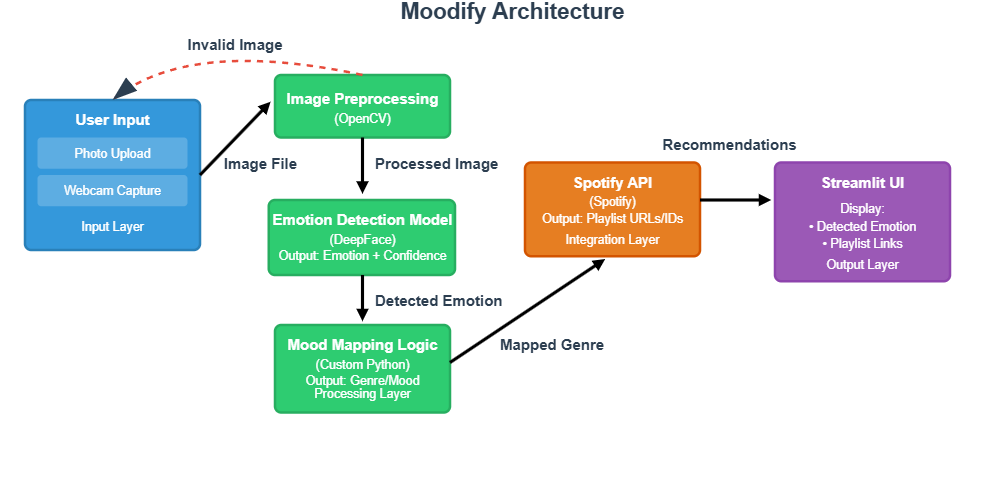 Moodify Architecture
Invalid Image
User Input
Photo Upload
Webcam Capture
Input Layer
Image File
Image Preprocessing
(OpenCV)
Processed Image
Emotion Detection Model
(DeepFace)
Output: Emotion + Confidence
Detected Emotion
Mood Mapping Logic
(Custom Python)
Output: Genre/Mood
Processing Layer
Mapped Genre
Spotify API
(Spotify)
Output: Playlist URLs/IDs
Integration Layer
Recommendations
Streamlit UI
Display:
• Detected Emotion
• Playlist Links
Output Layer